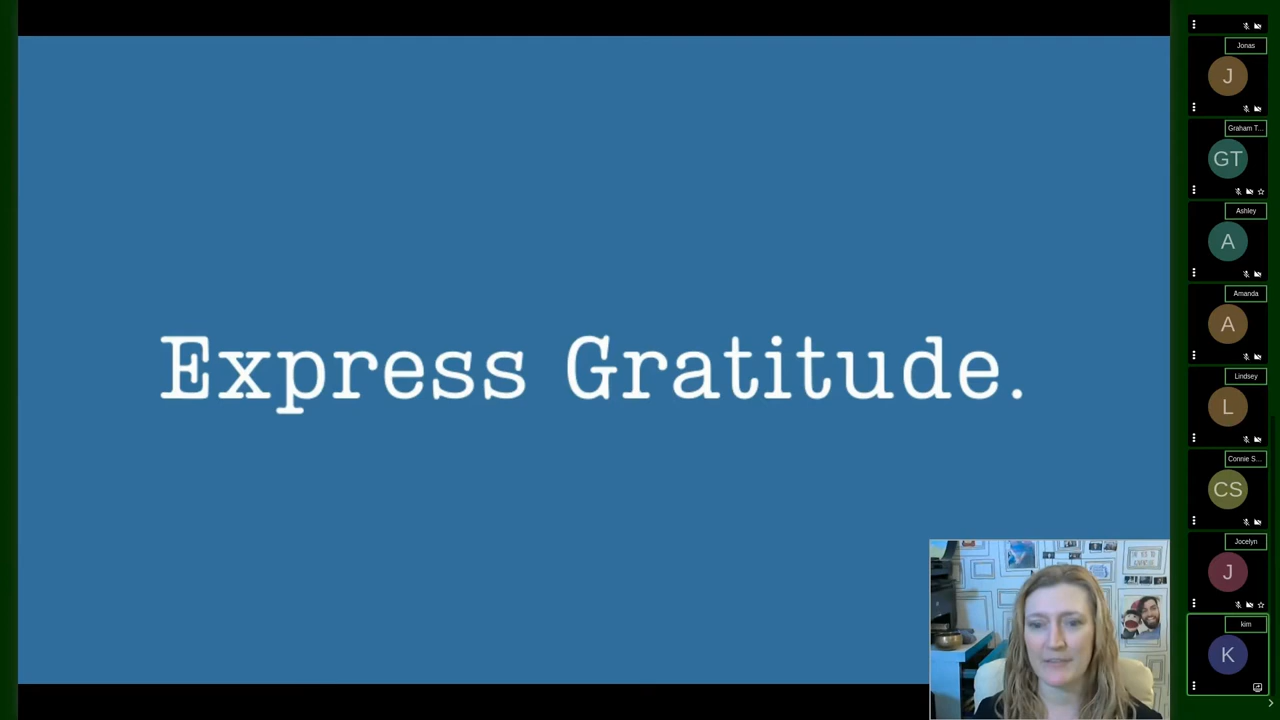 Express Gratitude.
Jonas
J
Graham T...
GT
Ashley
A
Amanda
A
Lindsey
L
Connie S...
CS
Jocelyn
J
kim
K